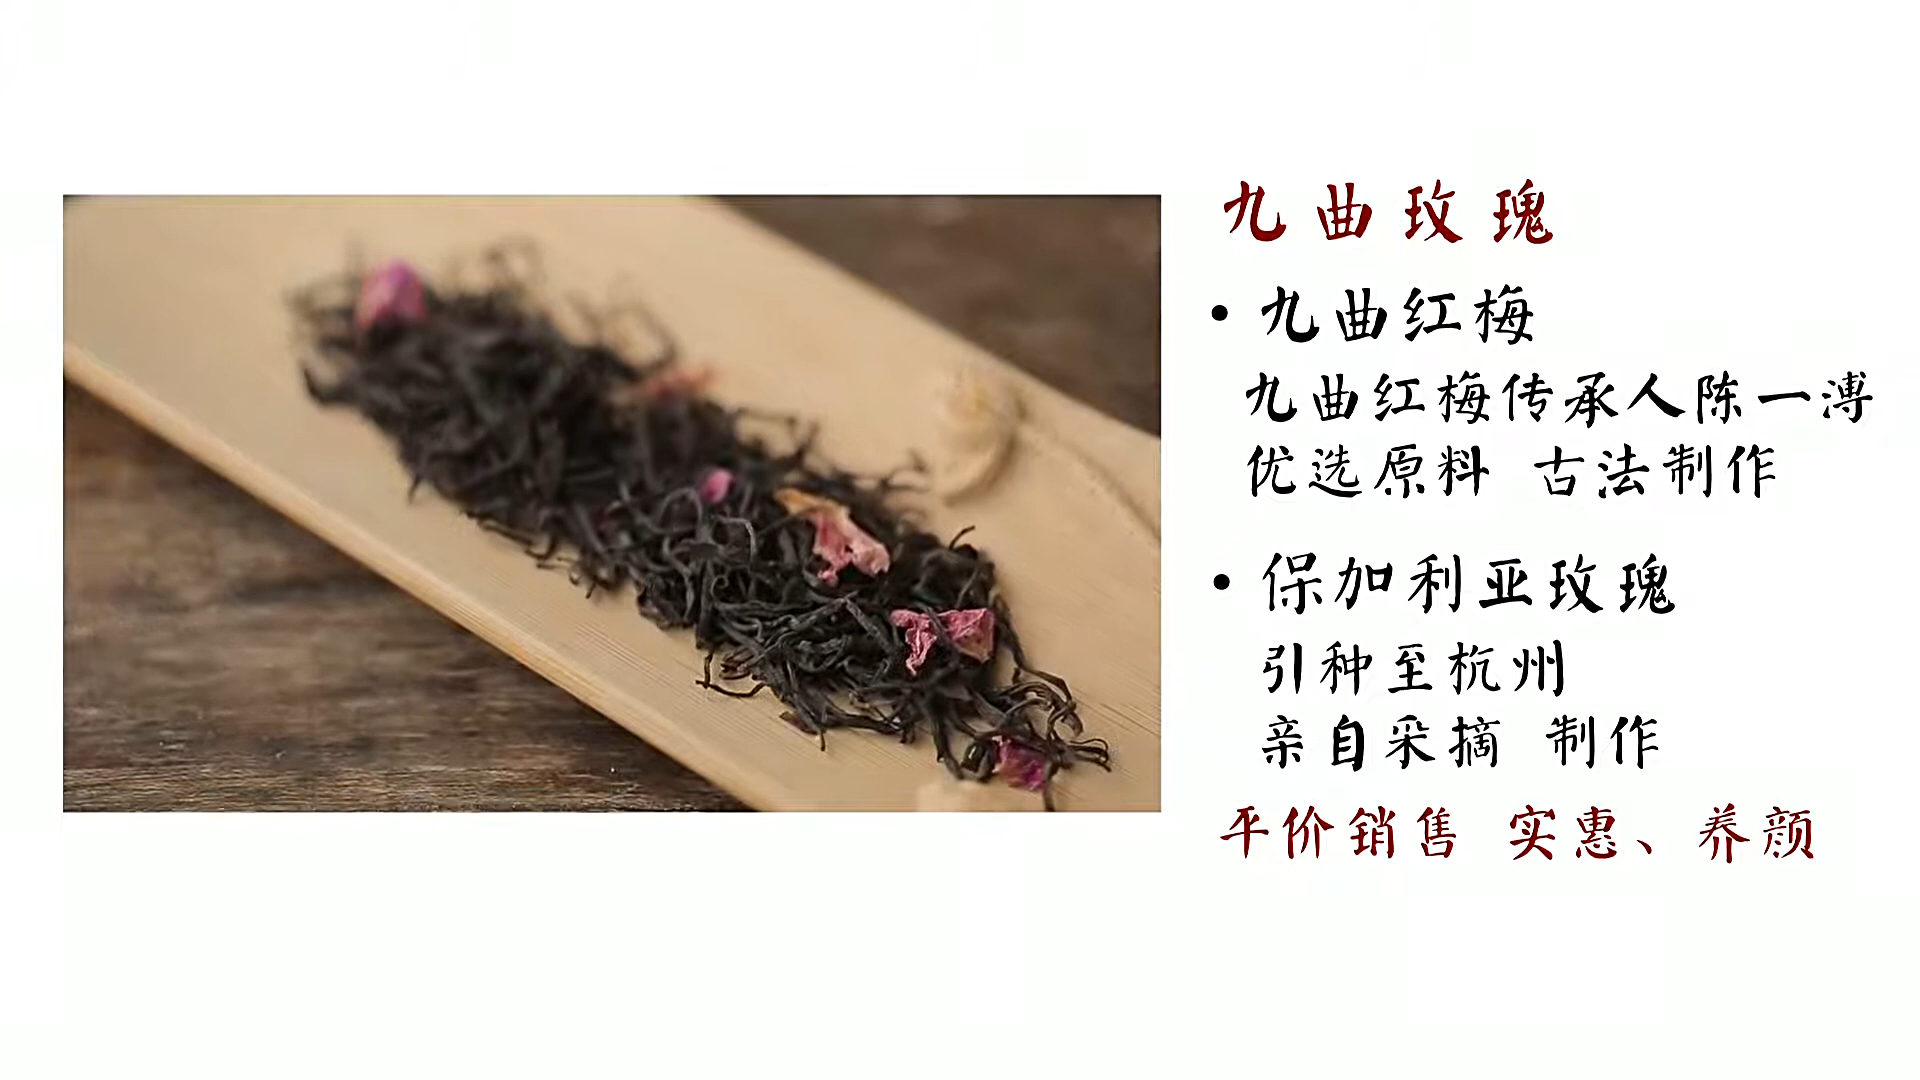 九曲玫瑰
• 九曲红梅
九曲红梅传承人陈一溥
优选原料 古法制作
• 保加利亚玫瑰
引种至杭州
亲自采摘 制作
平价销售 实惠、养颜